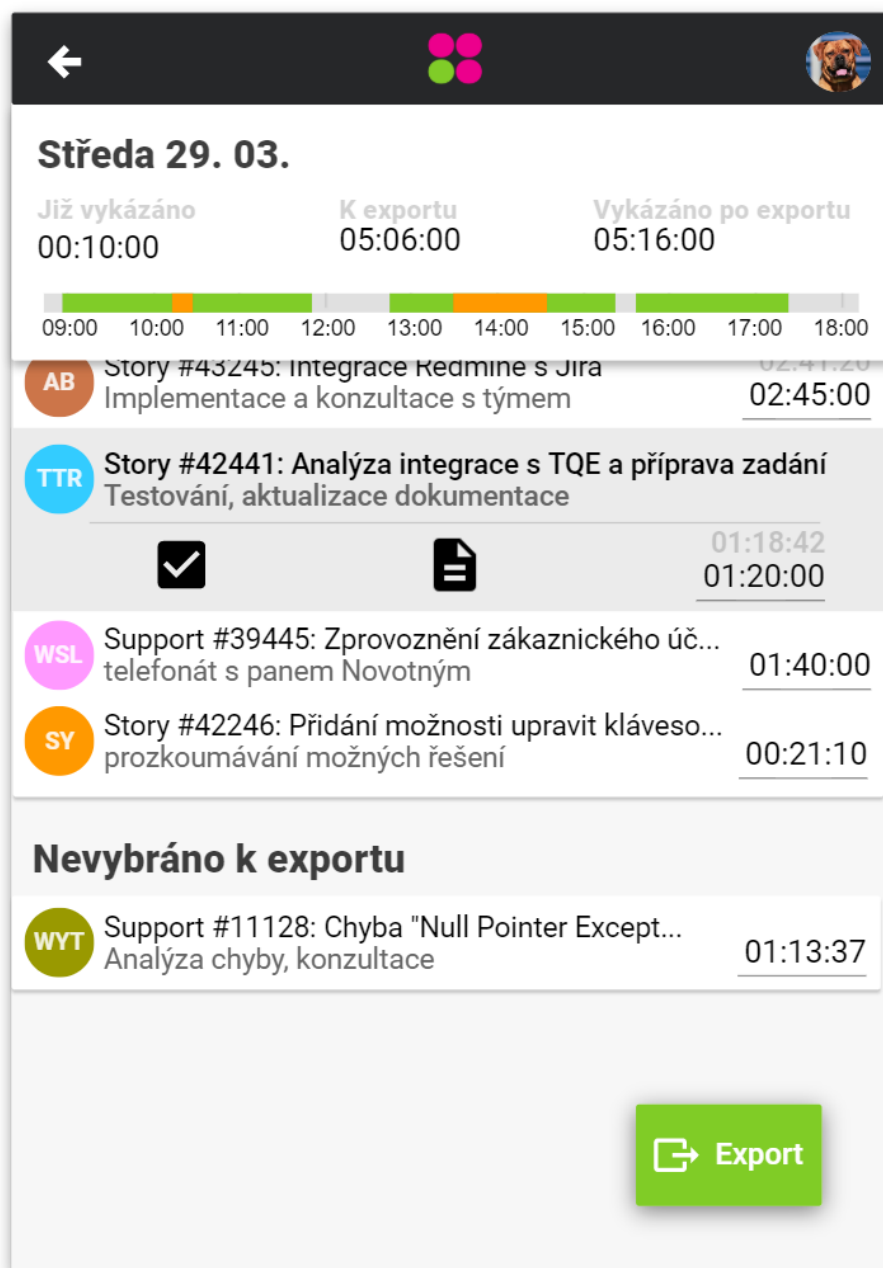 Středa 29. 03.
Již vykázáno K exportu Vykázáno po exportu
00:10:00 05:06:00 05:16:00
09:00 10:00 11:00 12:00 13:00 14:00 15:00 16:00 17:00 18:00
AB Story #43245: Integrace Redmine s Jira 02:41:20
Implementace a konzultace s týmem 02:45:00
TTR Story #42441: Analýza integrace s TQE a příprava zadání
Testování, aktualizace dokumentace
01:18:42
01:20:00
WSL Support #39445: Zprovoznění zákaznického úč...
telefonát s panem Novotným 01:40:00
SY Story #42246: Přidání možnosti upravit kláveso...
prozkoumávání možných řešení 00:21:10
Nevybráno k exportu
WYT Support #11128: Chyba "Null Pointer Except...
Analýza chyby, konzultace 01:13:37
Export